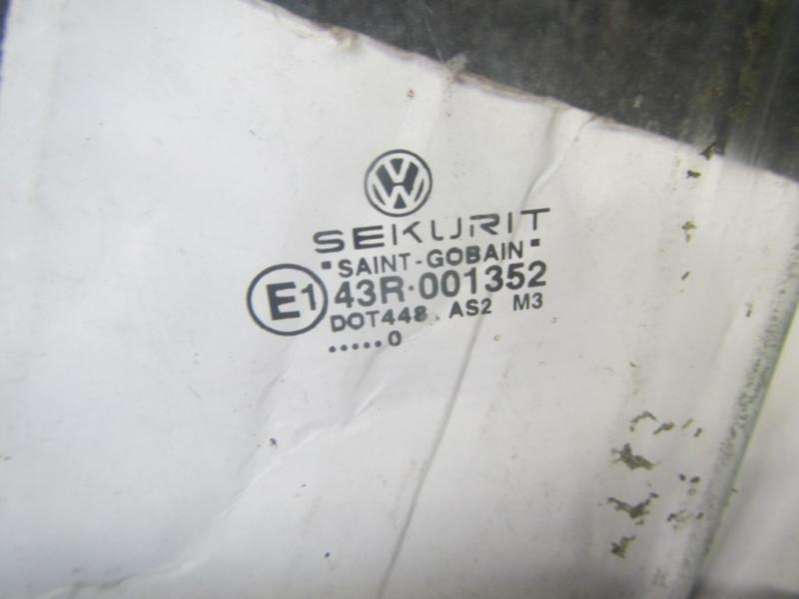 SEKURIT
"SAINT-GOBAIN"
E1 43R·001352
DOT448 AS2 M3
.....0